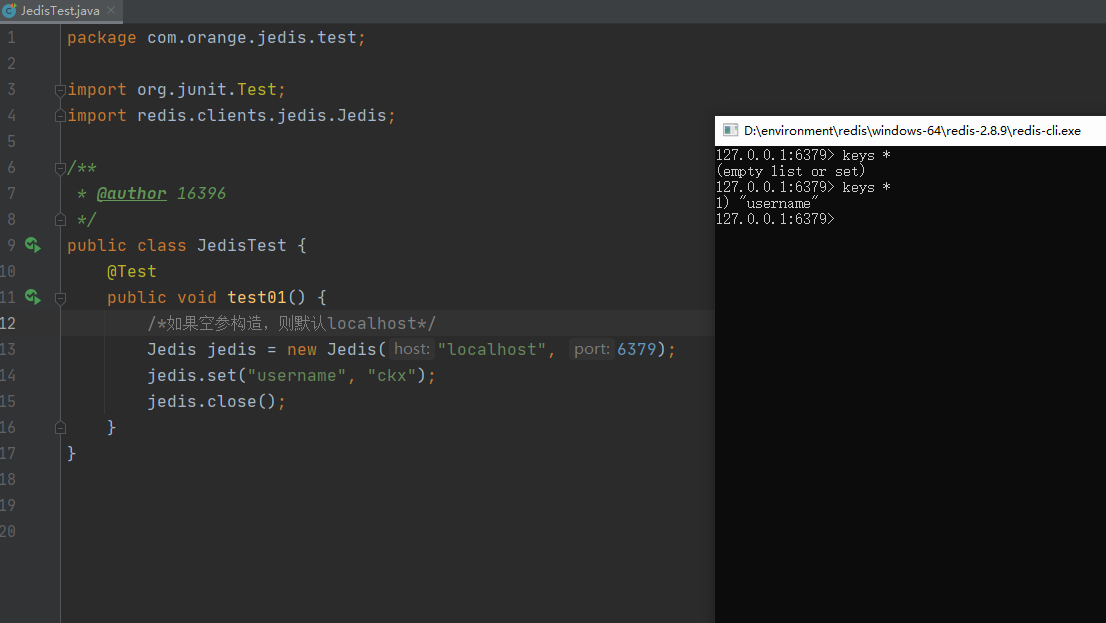 JedisTest.java
1 package com.orange.jedis.test;
2
3 import org.junit.Test;
4 import redis.clients.jedis.Jedis;
5
6 /**
7 * @author 16396
8 */
9 public class JedisTest {
10 @Test
11 public void test01() {
12 /*如果空参构造，则默认localhost*/
13 Jedis jedis = new Jedis( host: "localhost", port: 6379);
14 jedis.set("username", "ckx");
15 jedis.close();
16 }
17 }
18
19
20
D:\environment\redis\windows-64\redis-2.8.9\redis-cli.exe
127.0.0.1:6379> keys *
(empty list or set)
127.0.0.1:6379> keys *
1) "username"
127.0.0.1:6379>